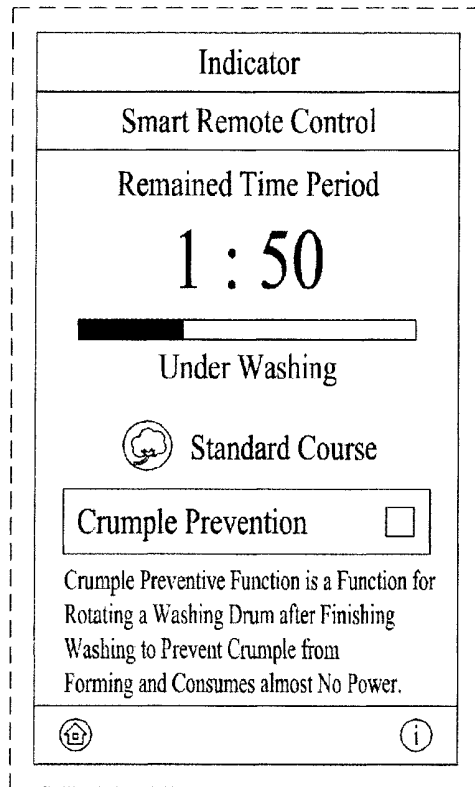 Indicator
Smart Remote Control
Remained Time Period
1 : 50
Under Washing
Standard Course
Crumple Prevention
Crumple Preventive Function is a Function for
Rotating a Washing Drum after Finishing
Washing to Prevent Crumple from
Forming and Consumes almost No Power.
i